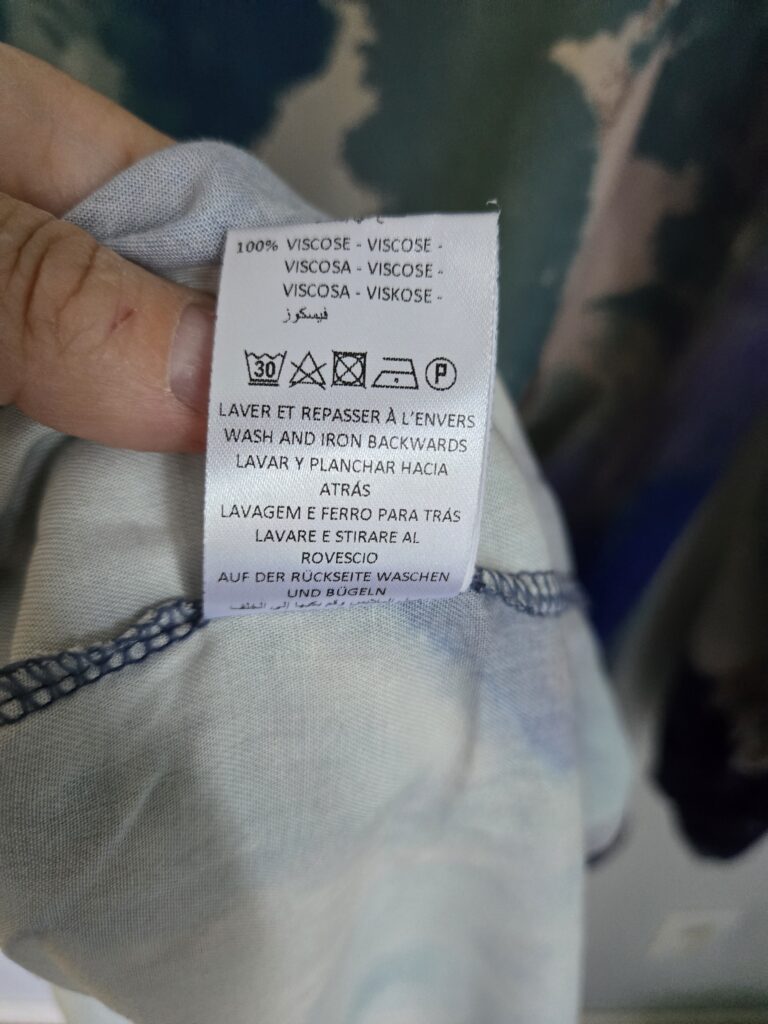 100% VISCOSE - VISCOSE -
VISCOSA - VISCOSE -
VISCOSA - VISKOSE -
فيسكوز
30 P
LAVER ET REPASSER À L'ENVERS
WASH AND IRON BACKWARDS
LAVAR Y PLANCHAR HACIA
ATRÁS
LAVAGEM E FERRO PARA TRÁS
LAVARE E STIRARE AL
ROVESCIO
AUF DER RÜCKSEITE WASCHEN
UND BÜGELN